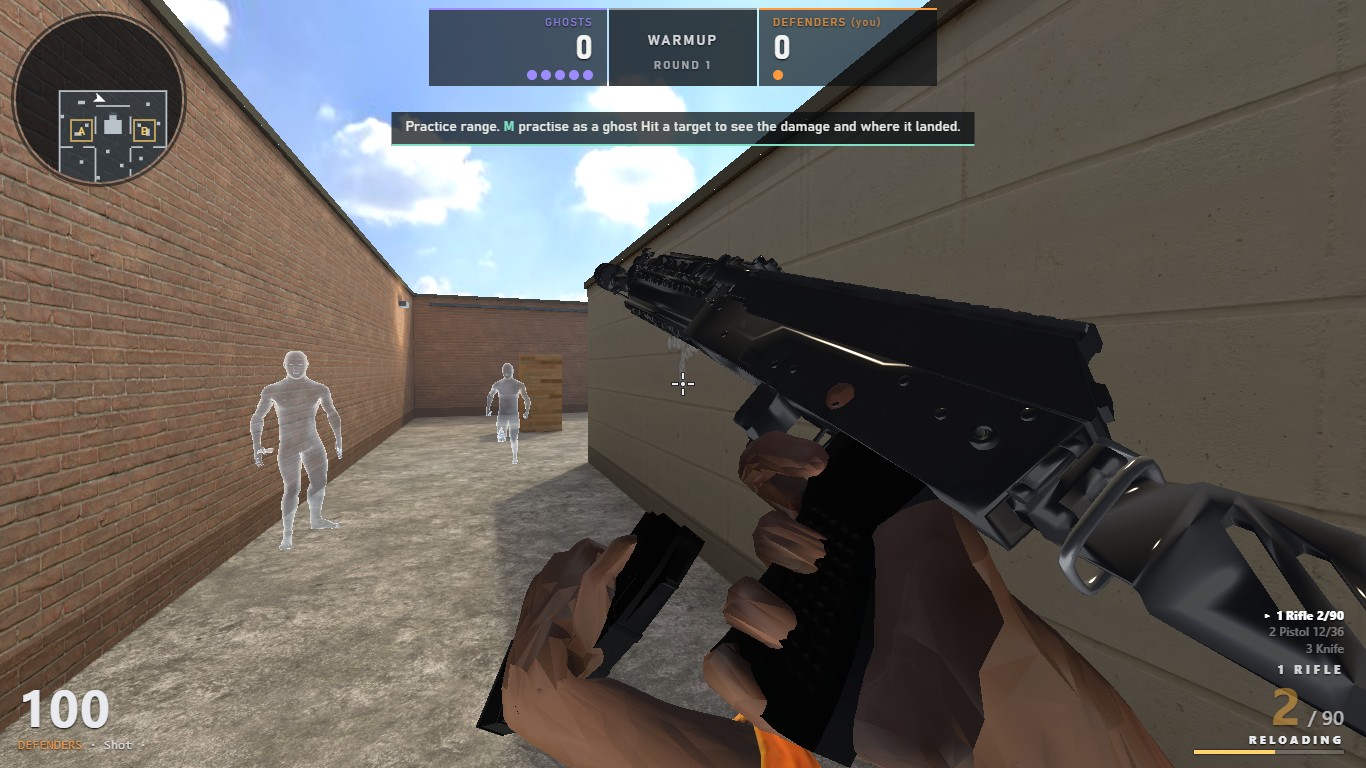 GHOSTS
0
WARMUP
ROUND 1
DEFENDERS (you)
0
Practice range. M practise as a ghost Hit a target to see the damage and where it landed.
A
B
100
DEFENDERS · Shot ·
▸ 1 Rifle 2/90
2 Pistol 12/36
3 Knife
1 RIFLE
2 / 90
RELOADING